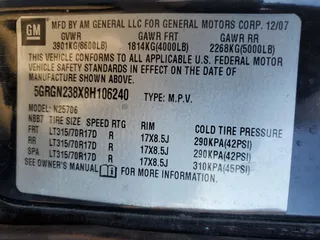 GM
MFD BY AM GENERAL LLC FOR GENERAL MOTORS CORP. 12/07
GVWR GAWR FRT GAWR RR
3901KG(8600LB) 1814KG(4000LB) 2268KG(5000LB)
THIS VEHICLE CONFORMS TO ALL APPLICABLE U.S. FEDERAL MOTOR
VEHICLE SAFETY STANDARDS IN EFFECT ON THE DATE OF
MANUFACTURE SHOWN ABOVE.
5GRGN238X8H106240 TYPE: M.P.V.
MODEL: N25706
NBBT TIRE SIZE SPEED RTG RIM COLD TIRE PRESSURE
FRT LT315/70R17D R 17X8.5J 290KPA(42PSI)
RR LT315/70R17D R 17X8.5J 290KPA(42PSI)
SPA LT315/70R17D R 17X8.5J 310KPA(45PSI)
SEE OWNER'S MANUAL FOR ADDITIONAL INFORMATION.